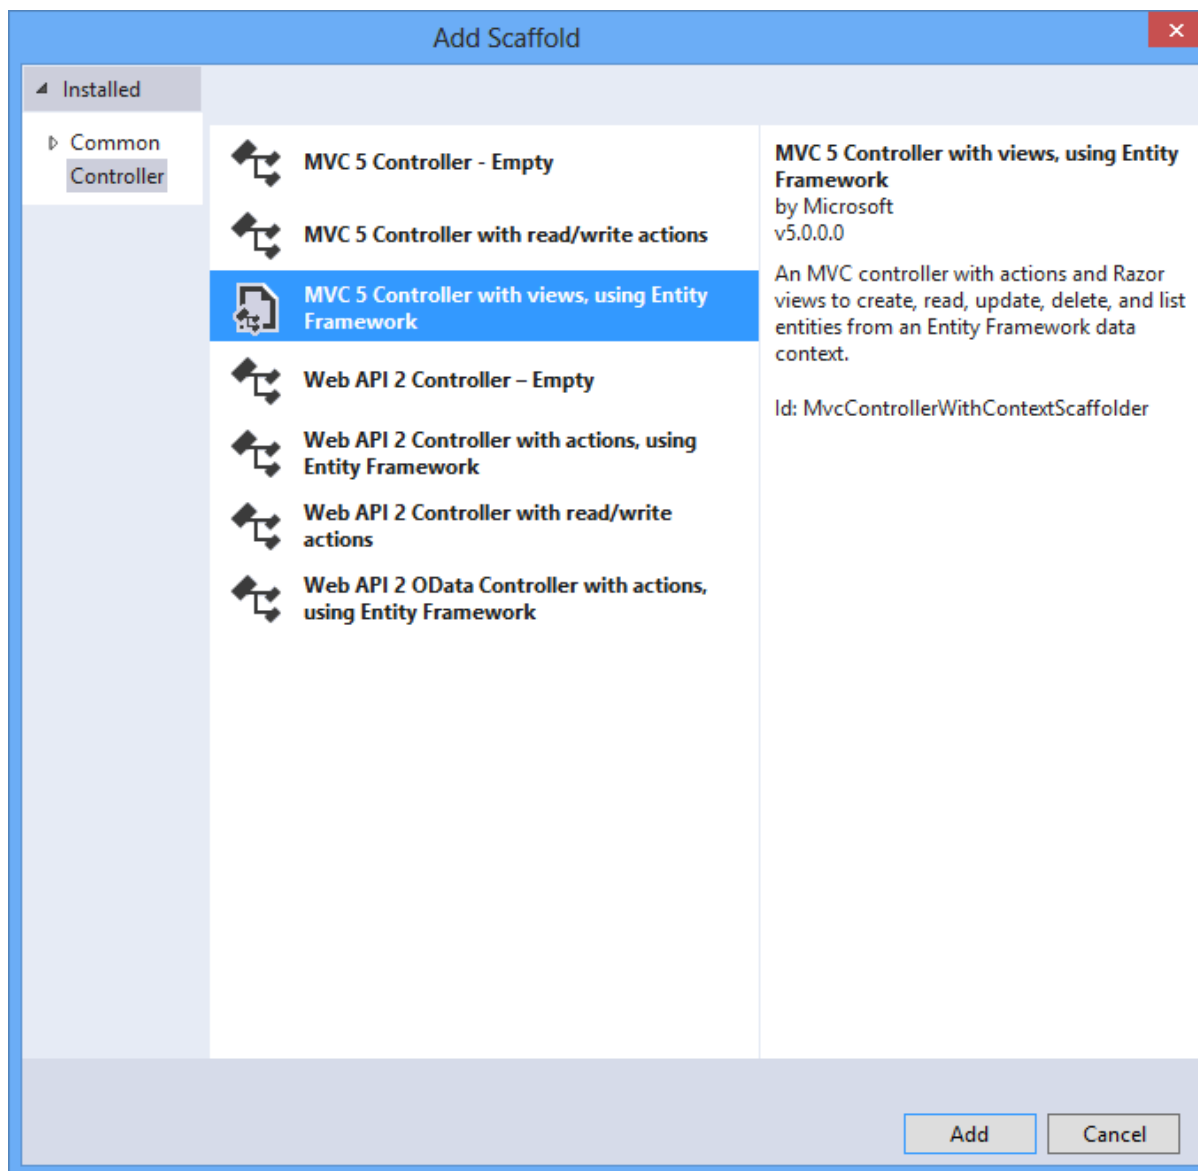 Add Scaffold
Installed
Common
Controller
MVC 5 Controller - Empty
MVC 5 Controller with read/write actions
MVC 5 Controller with views, using Entity
Framework
Web API 2 Controller – Empty
Web API 2 Controller with actions, using
Entity Framework
Web API 2 Controller with read/write
actions
Web API 2 OData Controller with actions,
using Entity Framework
MVC 5 Controller with views, using Entity
Framework
by Microsoft
v5.0.0.0
An MVC controller with actions and Razor
views to create, read, update, delete, and list
entities from an Entity Framework data
context.
Id: MvcControllerWithContextScaffolder
Add
Cancel